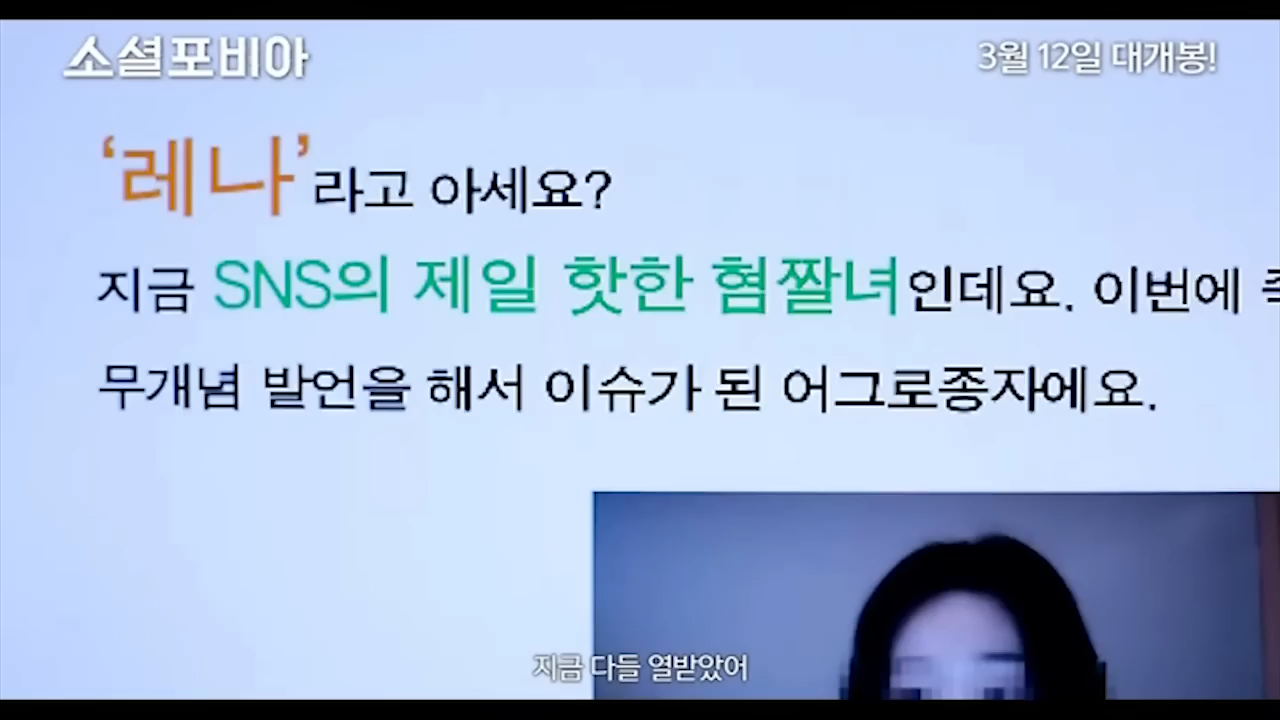 소셜포비아
3월 12일 대개봉!
‘레나’라고 아세요?
지금 SNS의 제일 핫한 혐짤녀인데요. 이번에
무개념 발언을 해서 이슈가 된 어그로종자에요.
지금 다들 열받았어